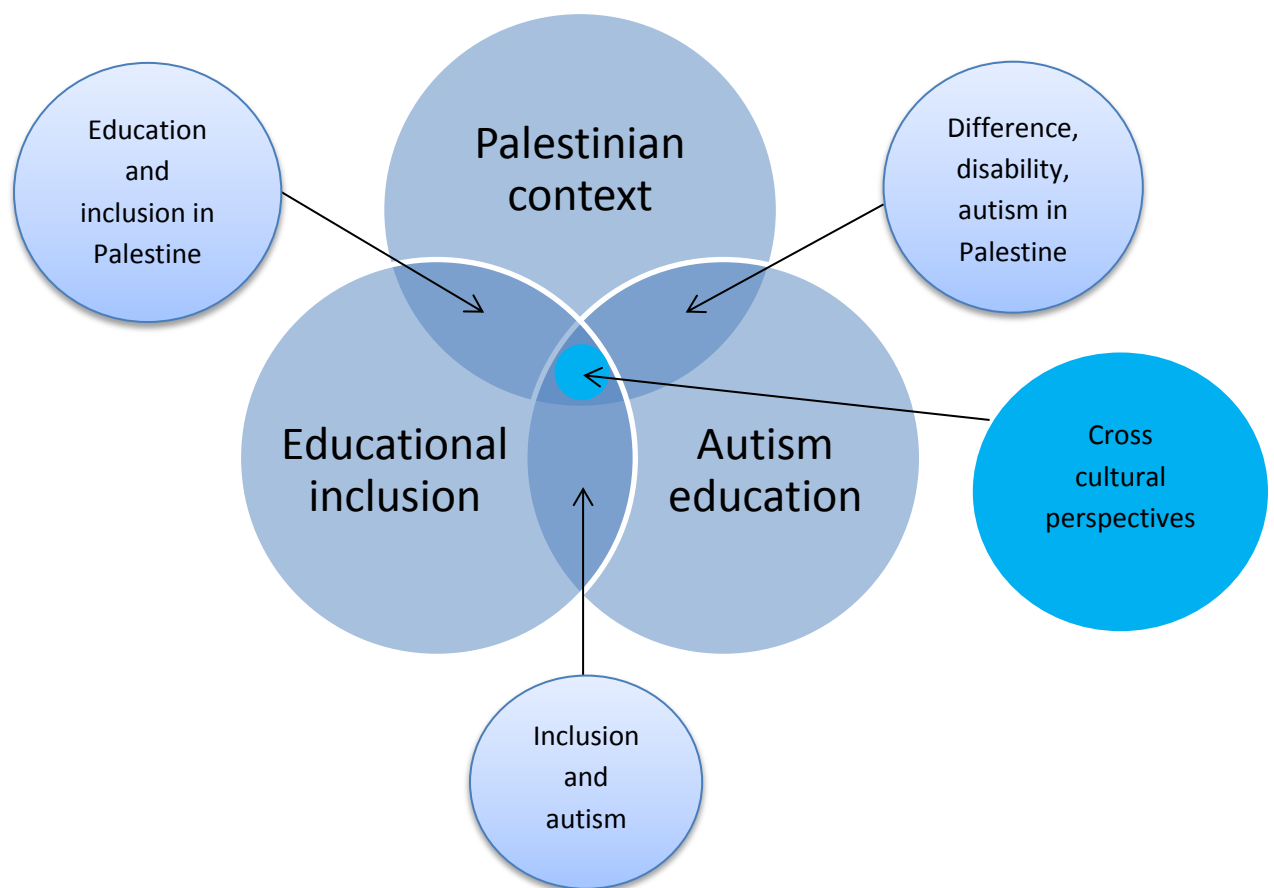 Education
and
inclusion in
Palestine
Palestinian
context
Difference,
disability,
autism in
Palestine
Educational
inclusion
Autism
education
Cross
cultural
perspectives
Inclusion
and
autism